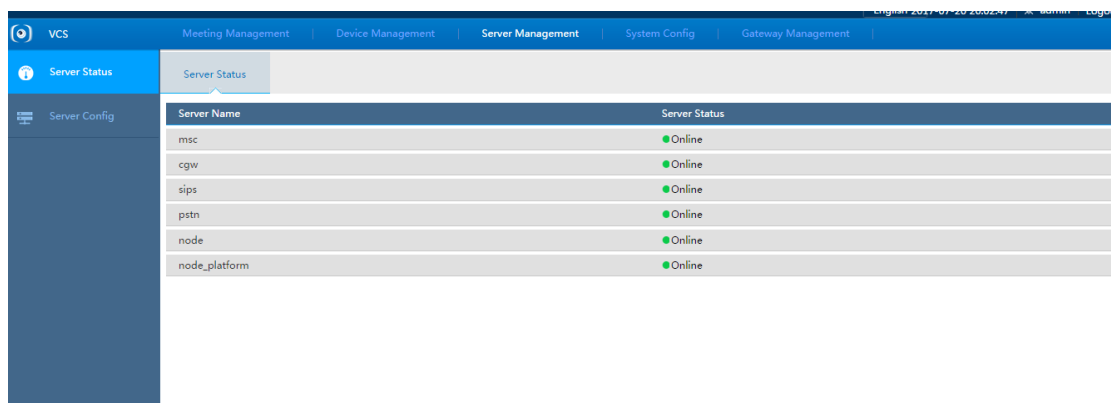 English 2017-07-20 20:02:47 admin Logo
VCS Meeting Management Device Management Server Management System Config Gateway Management
Server Status
Server Status
Server Config
Server Name Server Status
msc Online
cgw Online
sips Online
pstn Online
node Online
node_platform Online